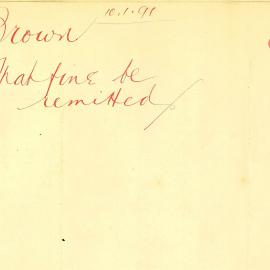 10.1.91
Brown
That fine be
remitted